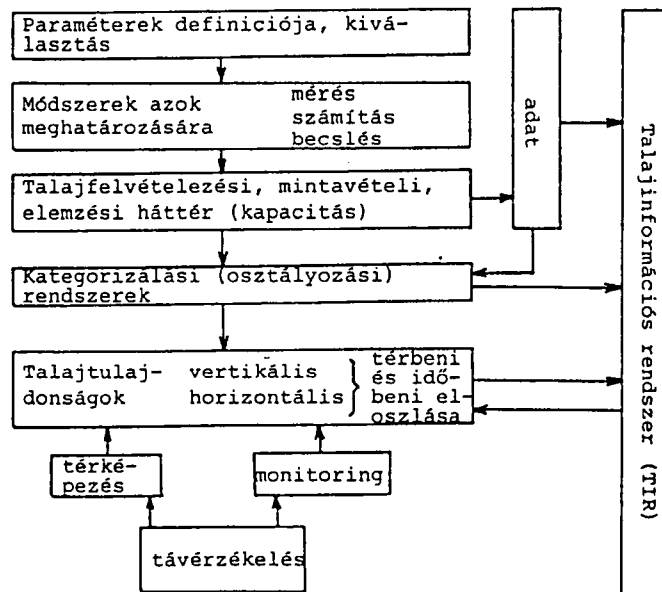 Paraméterek definiciója, kivá-
lasztás
Módszerek azok
meghatározására
mérés
számítás
becslés
adat
Talajfelvételezési, mintavételi,
elemzési háttér (kapacitás)
Kategorizálási (osztályozási)
rendszerek
Talajtulaj-
donságok
vertikális
horizontális
térbeni
és idő-
beni el-
oszlása
térké-
pezés
monitoring
távérzékelés
Talajinformációs rendszer (TIR)